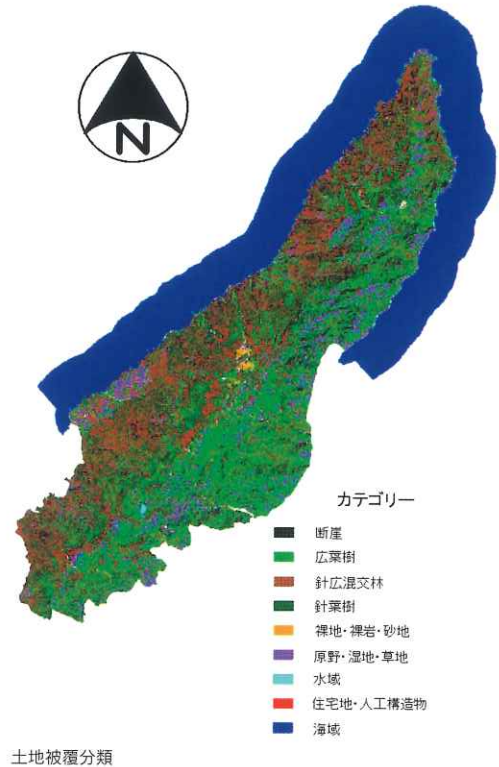 N
カテゴリー
断崖
広葉樹
針広混交林
針葉樹
裸地・裸岩・砂地
原野・湿地・草地
水域
住宅地・人工構造物
海域
土地被覆分類